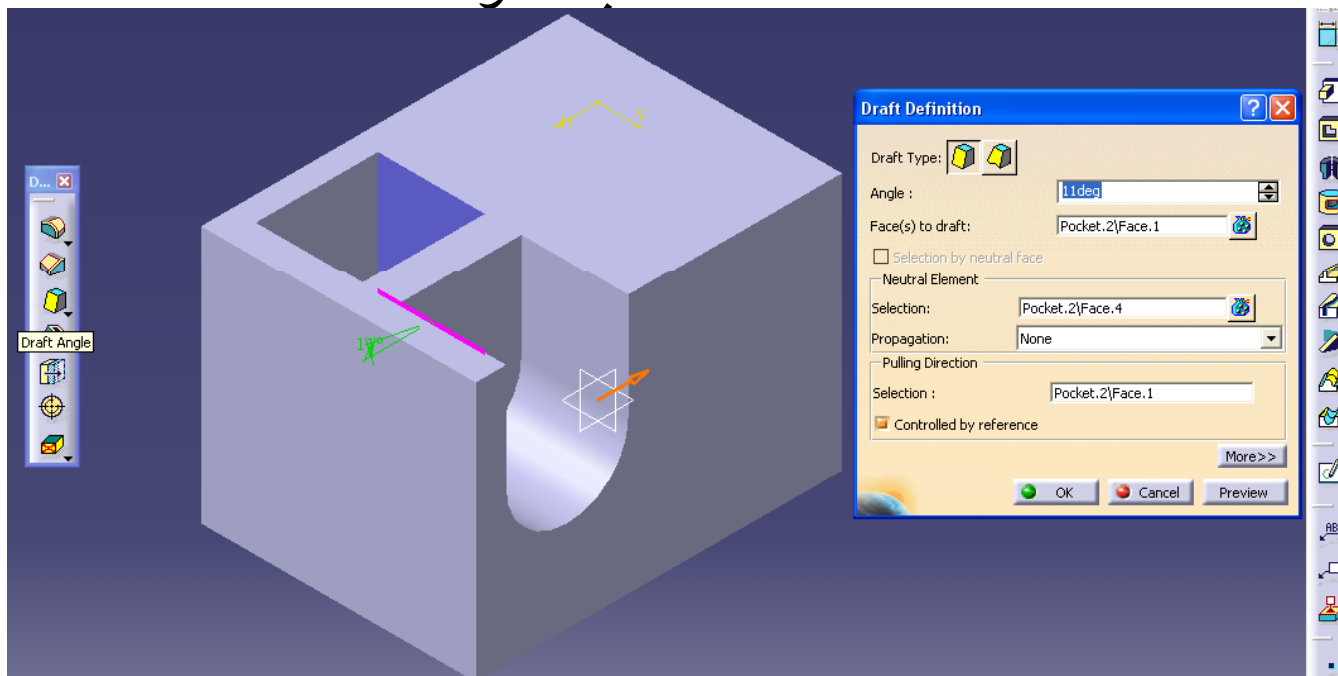 D...
Draft Angle
V
Draft Definition
Draft Type:
Angle :
11deg
Face(s) to draft:
Pocket.2\Face.1
Selection by neutral face
Neutral Element
Selection:
Pocket.2\Face.4
Propagation:
None
Pulling Direction
Selection :
Pocket.2\Face.1
Controlled by reference
More>>
OK
Cancel
Preview